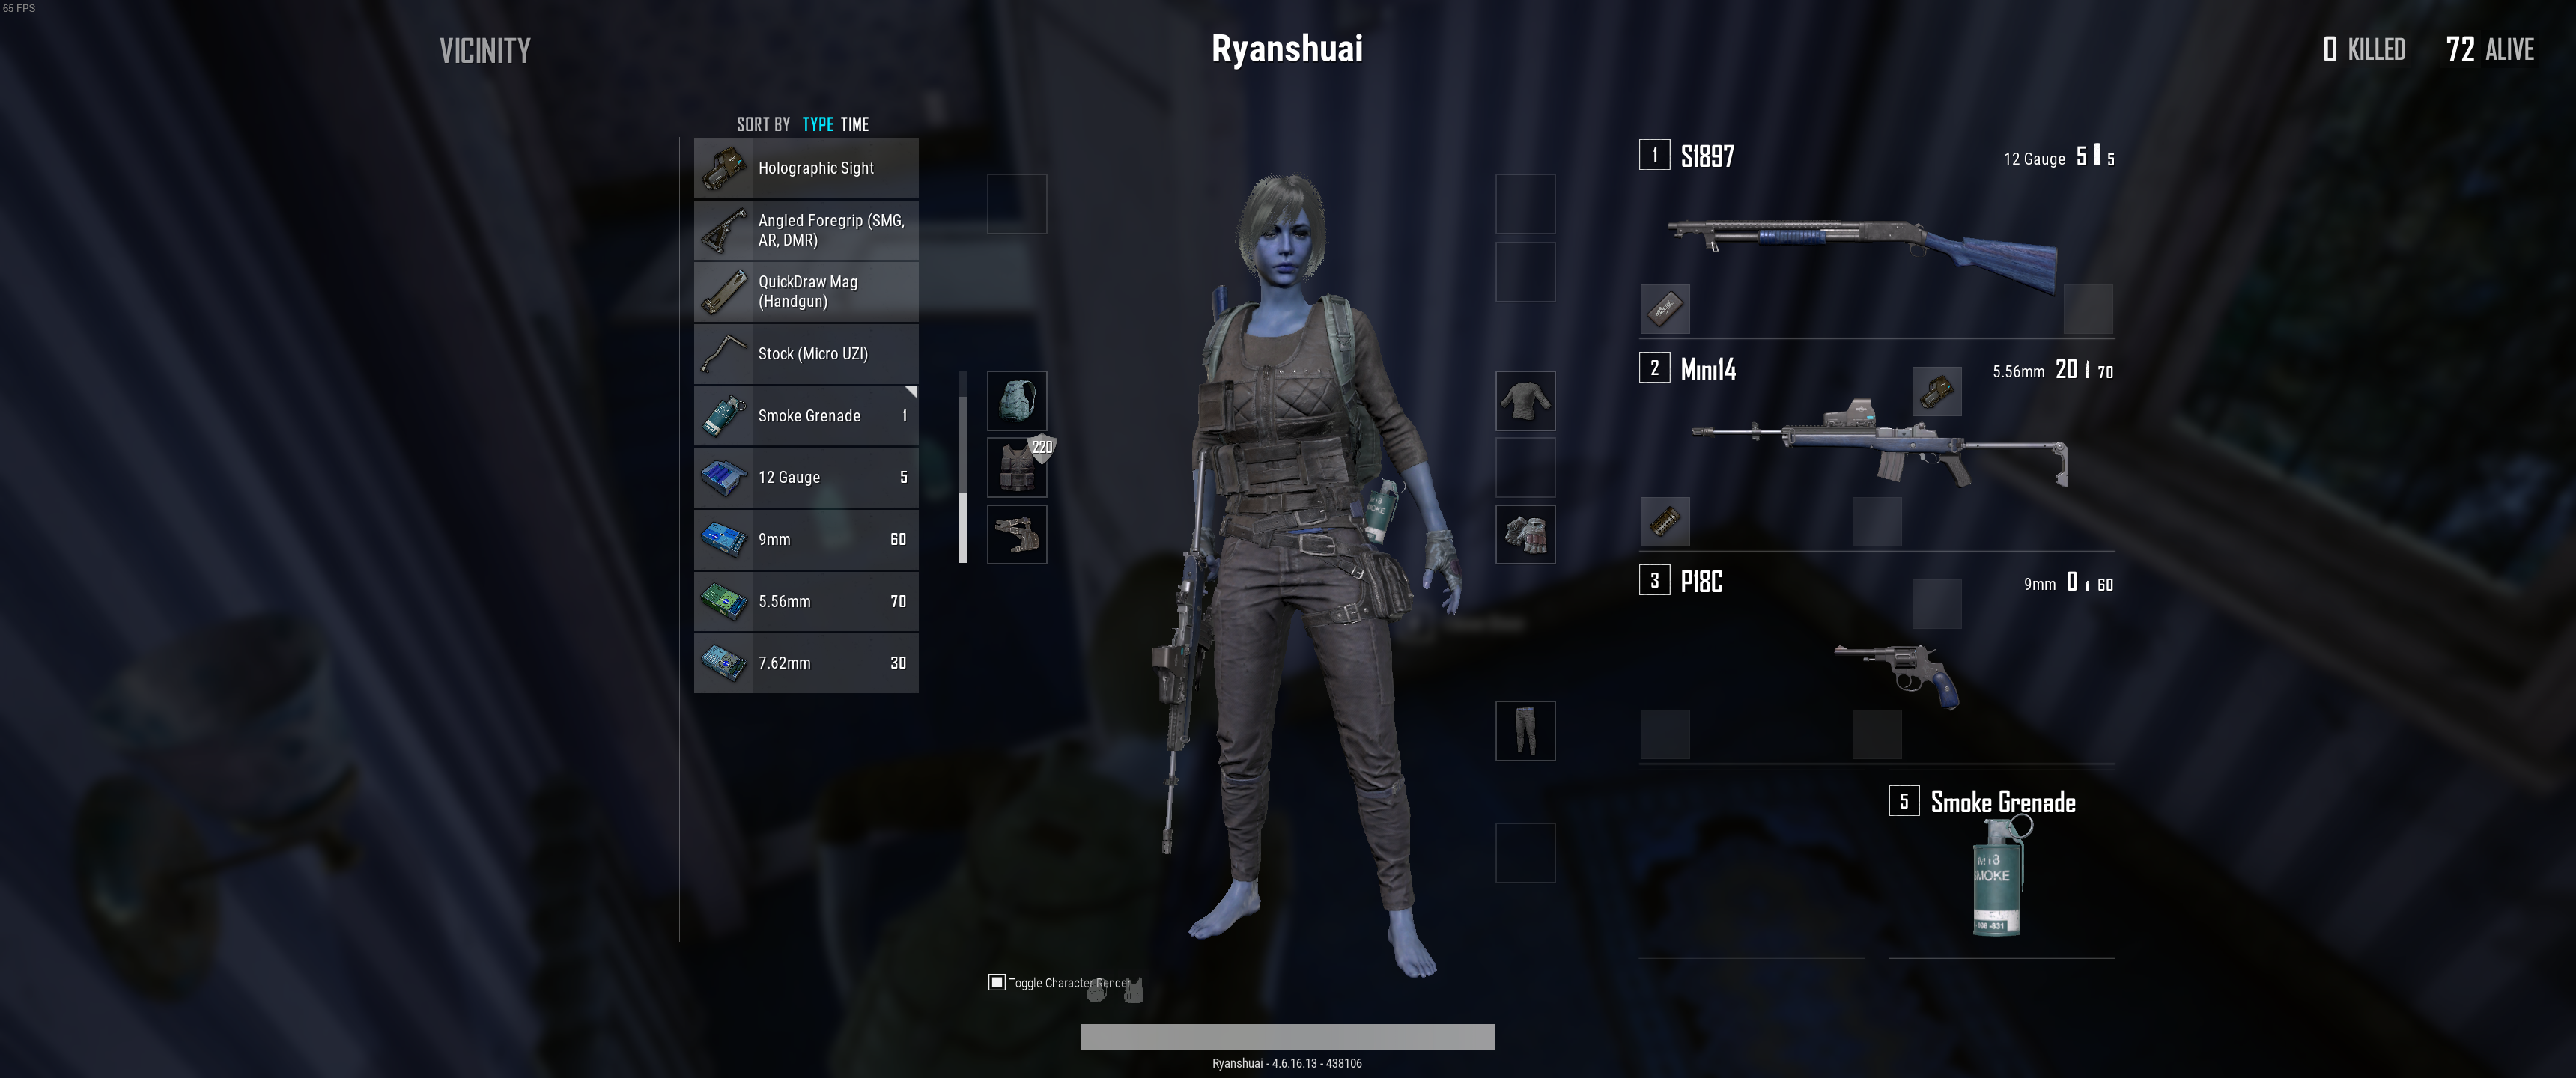 65 FPS
VICINITY
Ryanshuai
0 KILLED 72 ALIVE
SORT BY TYPE TIME
Holographic Sight
Angled Foregrip (SMG,
AR, DMR)
QuickDraw Mag
(Handgun)
Stock (Micro UZI)
Smoke Grenade 1
12 Gauge 5
9mm 60
5.56mm 70
7.62mm 30
220
1 S1897 12 Gauge 5 5
2 Mini14 5.56mm 20 70
3 P18C 9mm 0 60
5 Smoke Grenade
M18
SMOKE
Toggle Character Render
Ryanshuai - 4.6.16.13 - 438106